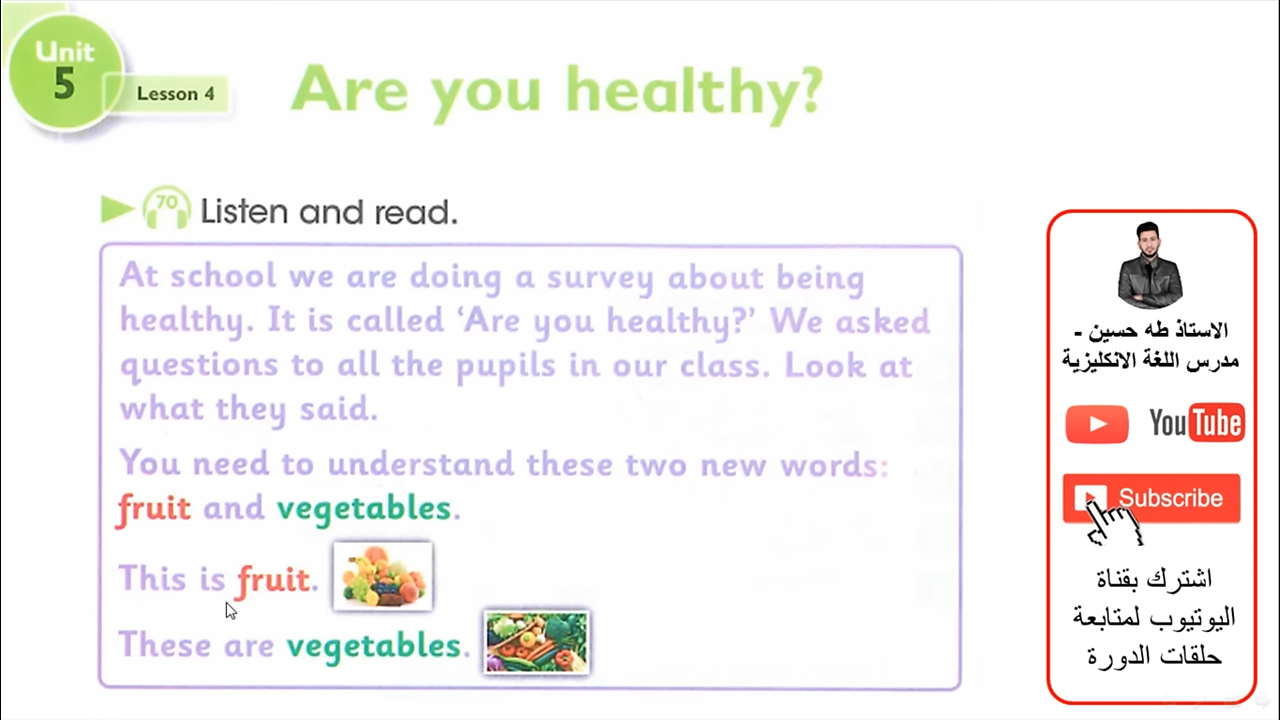 Unit
5
Lesson 4
Are you healthy?
70
Listen and read.
At school we are doing a survey about being
healthy. It is called ‘Are you healthy?’ We asked
questions to all the pupils in our class. Look at
what they said.
You need to understand these two new words:
fruit and vegetables.
This is fruit.
These are vegetables.
الاستاذ طه حسين -
مدرس اللغة الانكليزية
YouTube
Subscribe
اشترك بقناة
اليوتيوب لمتابعة
حلقات الدورة